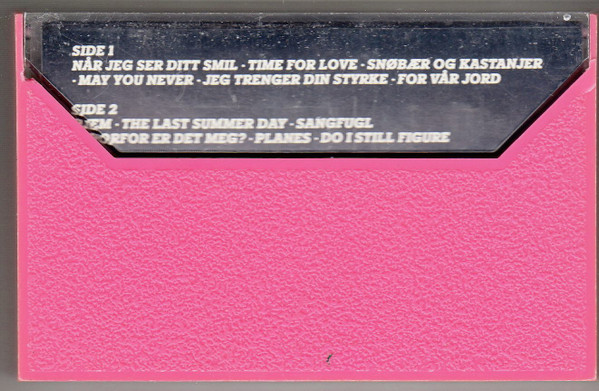 SIDE 1
NÅR JEG SER DITT SMIL - TIME FOR LOVE - SNØBÆR OG KASTANJER
- MAY YOU NEVER - JEG TRENGER DIN STYRKE - FOR VÅR JORD
SIDE 2
- THE LAST SUMMER DAY - SANGFUGL
ER DET MEG? - PLANES - DO I STILL FIGURE